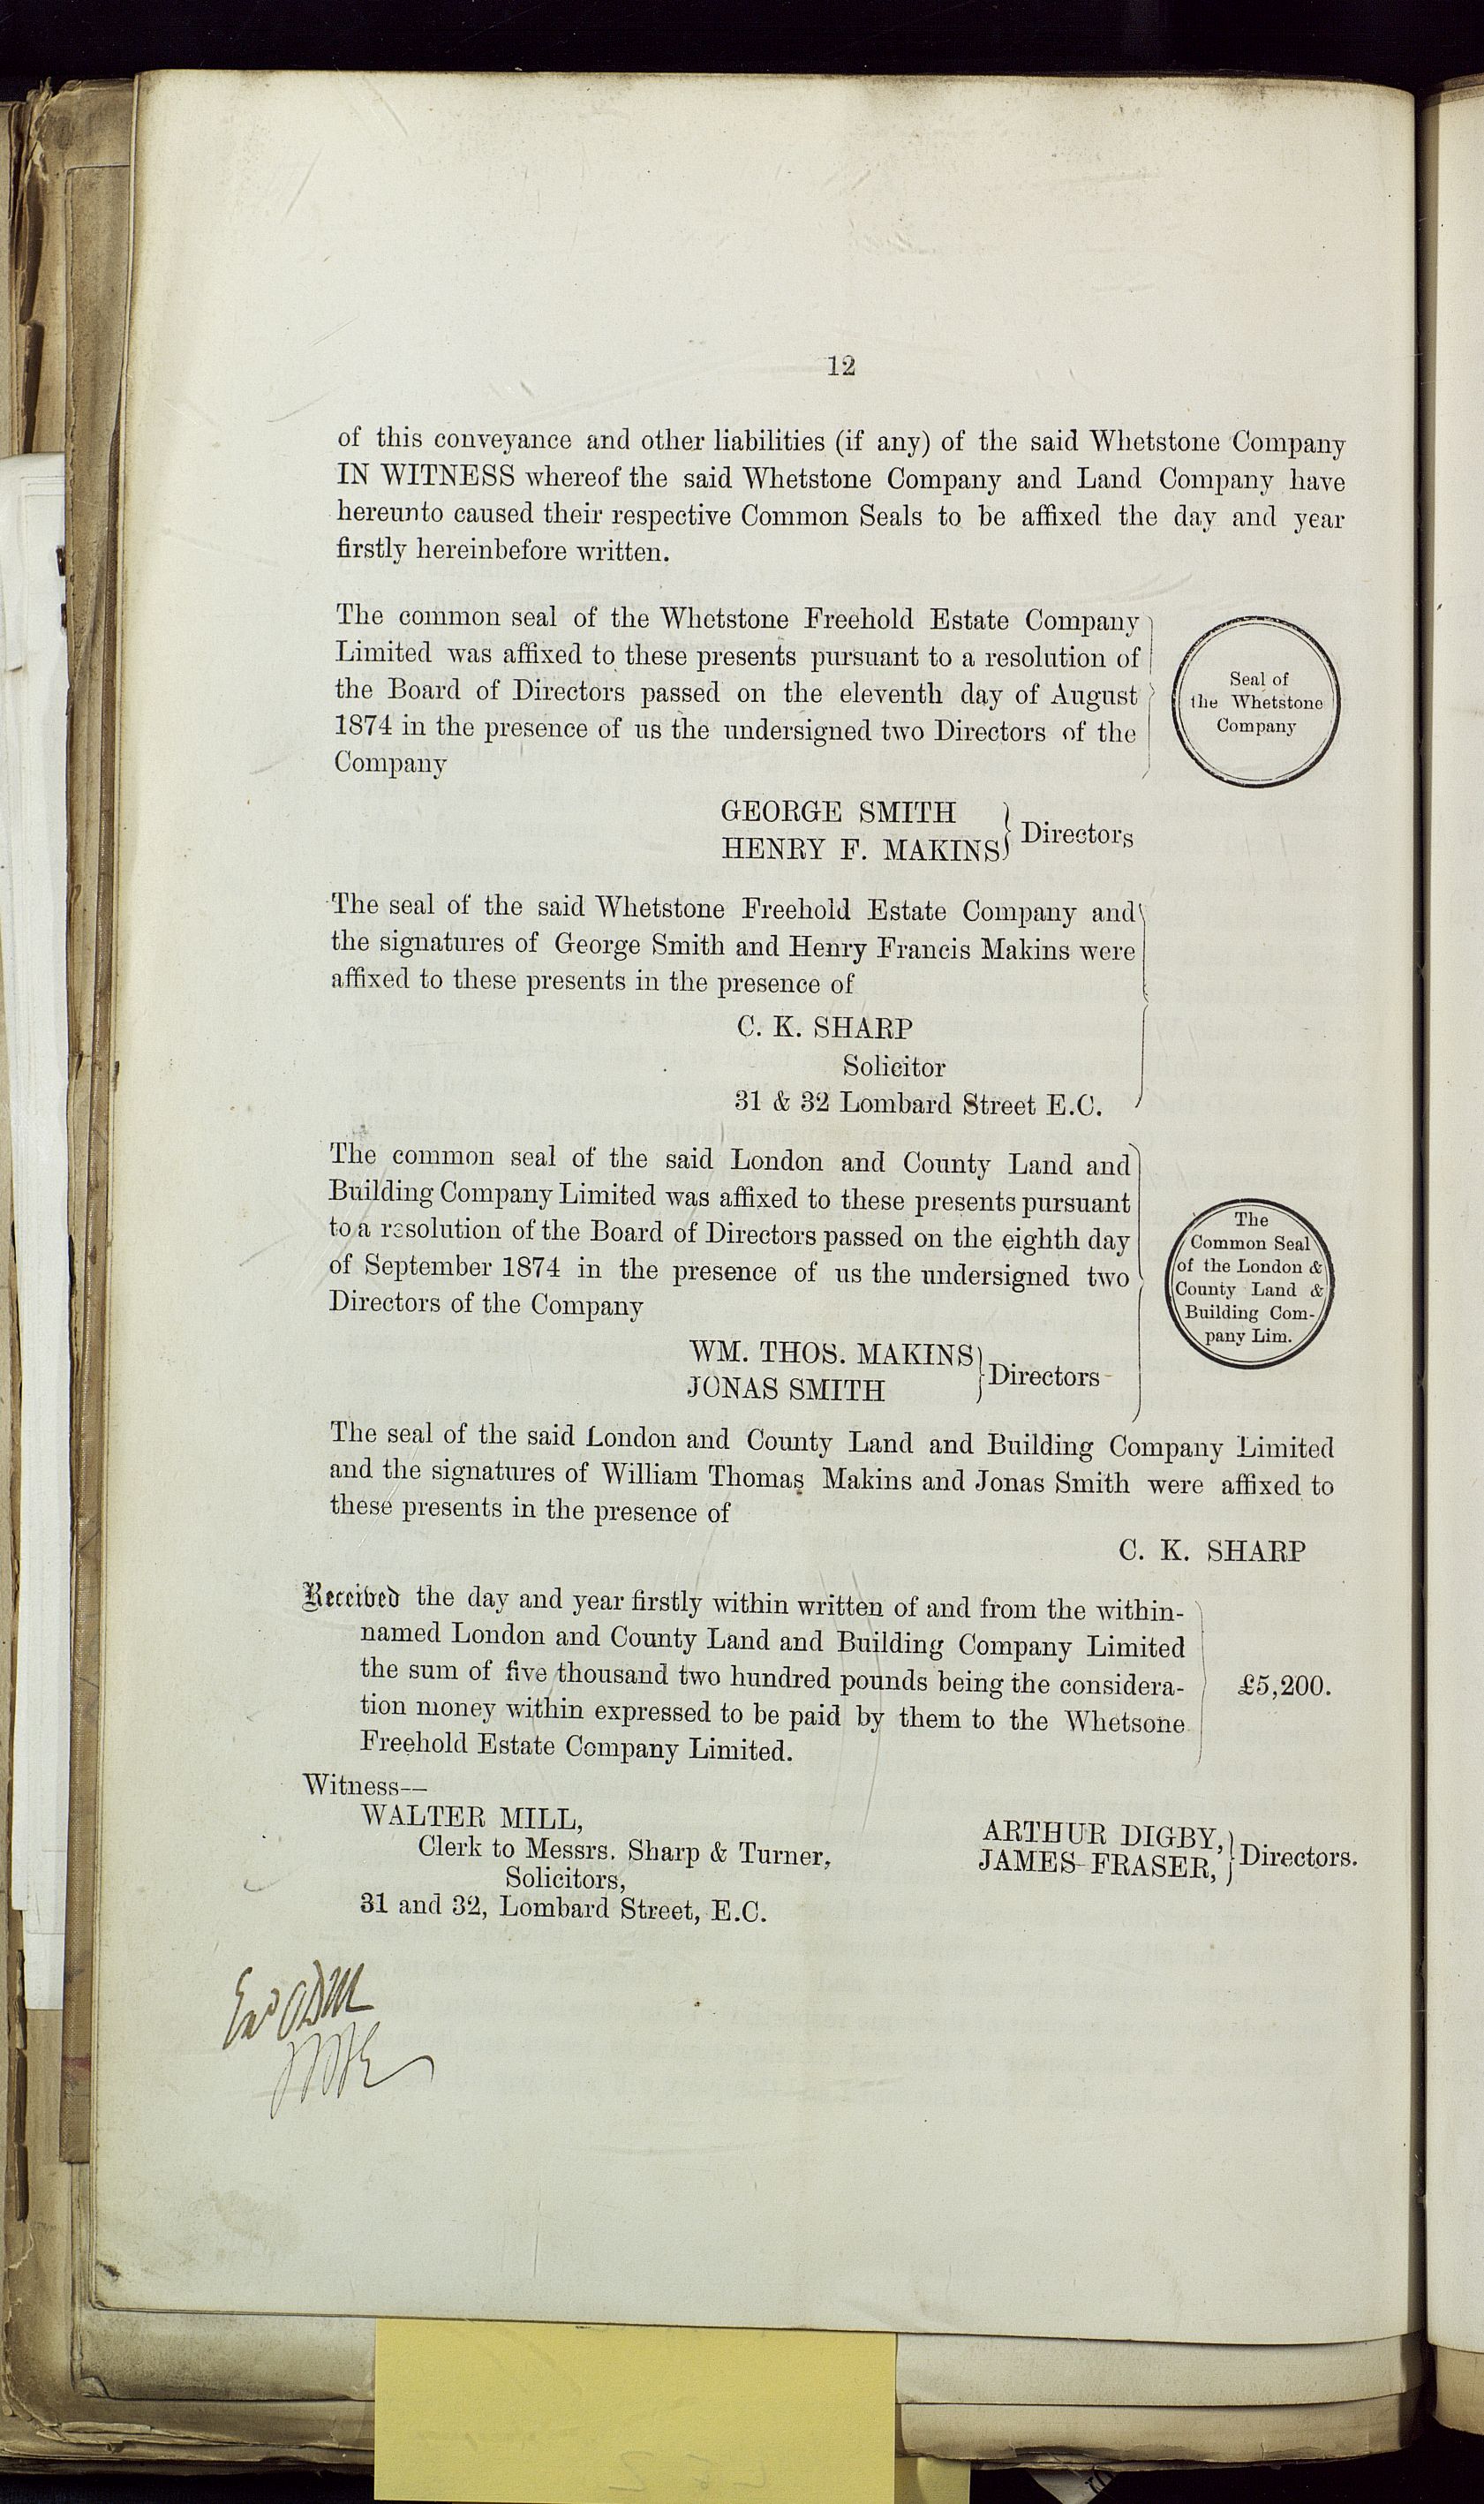 12
of this conveyance and other liabilities (if any) of the said Whetstone Company
IN WITNESS whereof the said Whetstone Company and Land Company have
hereunto caused their respective Common Seals to be affixed the day and year
firstly hereinbefore written.
The common seal of the Whetstone Freehold Estate Company
Limited was affixed to these presents pursuant to a resolution of
the Board of Directors passed on the eleventh day of August
1874 in the presence of us the undersigned two Directors of the
Company
Seal of
the Whetstone
Company
GEORGE SMITH
HENRY F. MAKINS
Directors
The seal of the said Whetstone Freehold Estate Company and
the signatures of George Smith and Henry Francis Makins were
affixed to these presents in the presence of
C. K. SHARP
Solicitor
31 & 32 Lombard Street E.C.
The common seal of the said London and County Land and
Building Company Limited was affixed to these presents pursuant
to a resolution of the Board of Directors passed on the eighth day
of September 1874 in the presence of us the undersigned two
Directors of the Company
The
Common Seal
of the London &
County Land &
Building Com-
pany Lim.
WM. THOS. MAKINS
JONAS SMITH
Directors
The seal of the said London and County Land and Building Company Limited
and the signatures of William Thomas Makins and Jonas Smith were affixed to
these presents in the presence of
C. K. SHARP
Received the day and year firstly within written of and from the within-
named London and County Land and Building Company Limited
the sum of five thousand two hundred pounds being the considera-
tion money within expressed to be paid by them to the Whetsone
Freehold Estate Company Limited.
£5,200.
Witness—
WALTER MILL,
Clerk to Messrs. Sharp & Turner,
Solicitors,
31 and 32, Lombard Street, E.C.
ARTHUR DIGBY,
JAMES FRASER,
Directors.